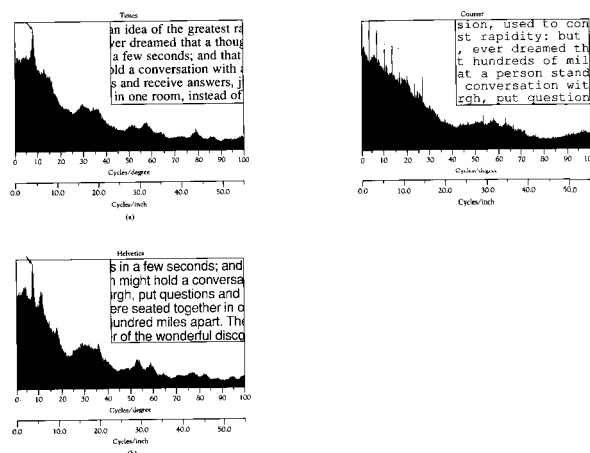 Times
an idea of the greatest ra
ver dreamed that a thoug
a few seconds; and that
old a conversation with a
s and receive answers, j
in one room, instead of
0 10 20 30 40 50 60 70 80 90 100
Cycles/degree
0.0 10.0 20.0 30.0 40.0 50.0
Cycles/inch
(a)
Courier
sion, used to con
st rapidity: but
, ever dreamed th
t hundreds of mil
at a person stand
conversation wit
rgh, put question
0 10 20 30 40 50 60 70 80 90 10
Cycles/degree
0.0 10.0 20.0 30.0 40.0 50.0
Cycles/inch
Helvetica
s in a few seconds; and
n might hold a conversa
urgh, put questions and
ere seated together in o
hundred miles apart. The
r of the wonderful disco
0 10 20 30 40 50 60 70 80 90 100
Cycles/degree
0.0 10.0 20.0 30.0 40.0 50.0
Cycles/inch
(b)